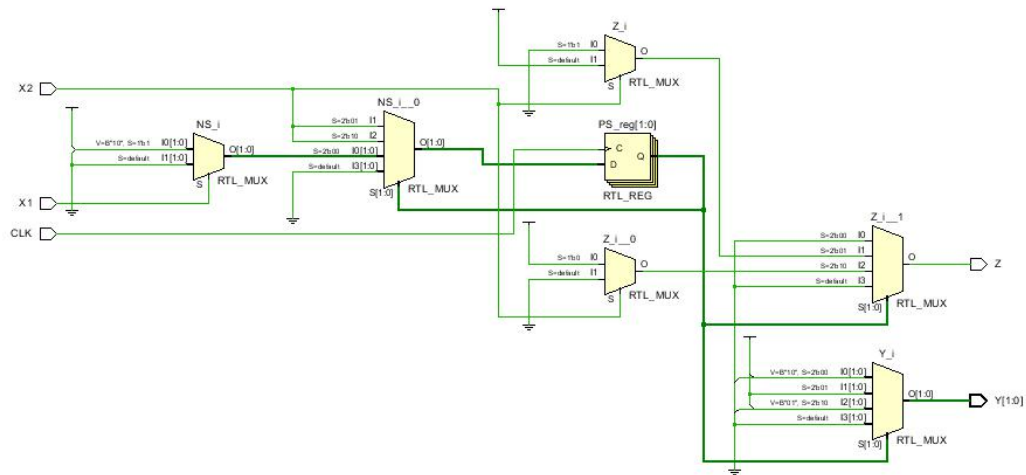 Z_i
S=1'b1 I0
S=default I1
O
S
RTL_MUX
X2
NS_i
V=B"10", S=1'b1 I0[1:0]
S=default I1[1:0]
O[1:0]
S
RTL_MUX
X1
CLK
NS_i__0
S=2'b01 I1
S=2'b10 I2
S=2'b00 I0[1:0]
S=default I3[1:0]
O[1:0]
S[1:0]
RTL_MUX
PS_reg[1:0]
C
D
Q
RTL_REG
Z_i__0
S=1'b0 I0
S=default I1
O
S
RTL_MUX
Z_i__1
S=2'b00 I0
S=2'b01 I1
S=2'b10 I2
S=default I3
O
S[1:0]
RTL_MUX
Z
Y_i
V=B"10", S=2'b00 I0[1:0]
S=2'b01 I1[1:0]
V=B"01", S=2'b10 I2[1:0]
S=default I3[1:0]
O[1:0]
S[1:0]
RTL_MUX
Y[1:0]